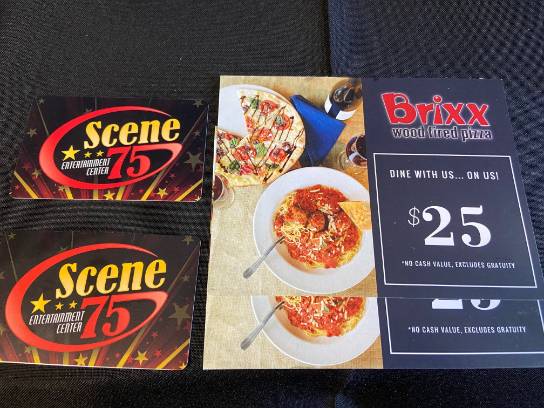 Scene
ENTERTAINMENT
CENTER
75
Scene
ENTERTAINMENT
CENTER
75
Brixx
wood fired pizza
DINE WITH US... ON US!
$25
*NO CASH VALUE, EXCLUDES GRATUITY
25
*NO CASH VALUE, EXCLUDES GRATUITY